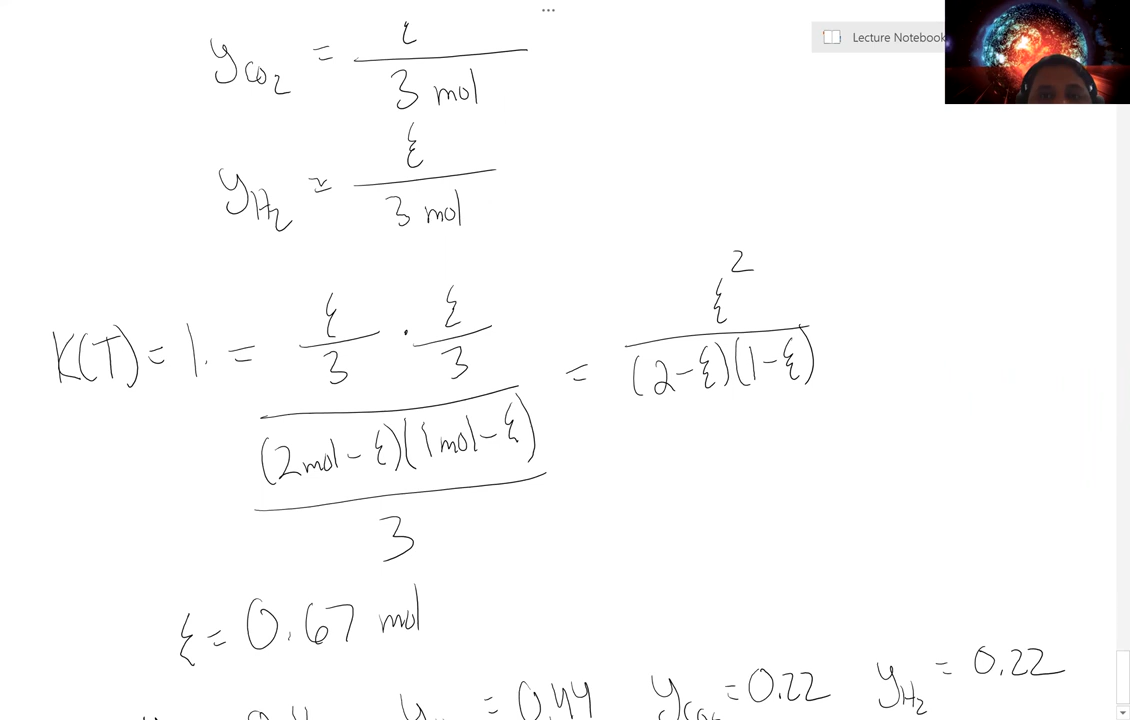 Lecture Notebook
y_CO2 = ξ / 3 mol
y_H2 = ξ / 3 mol
K(T) = 1. = (ξ/3 · ξ/3) / ((2mol - ξ)(1mol - ξ) / 3) = ξ² / (2-ξ)(1-ξ)
ξ = 0.67 mol
= 0.44 y_CO2 = 0.22 y_H2 = 0.22